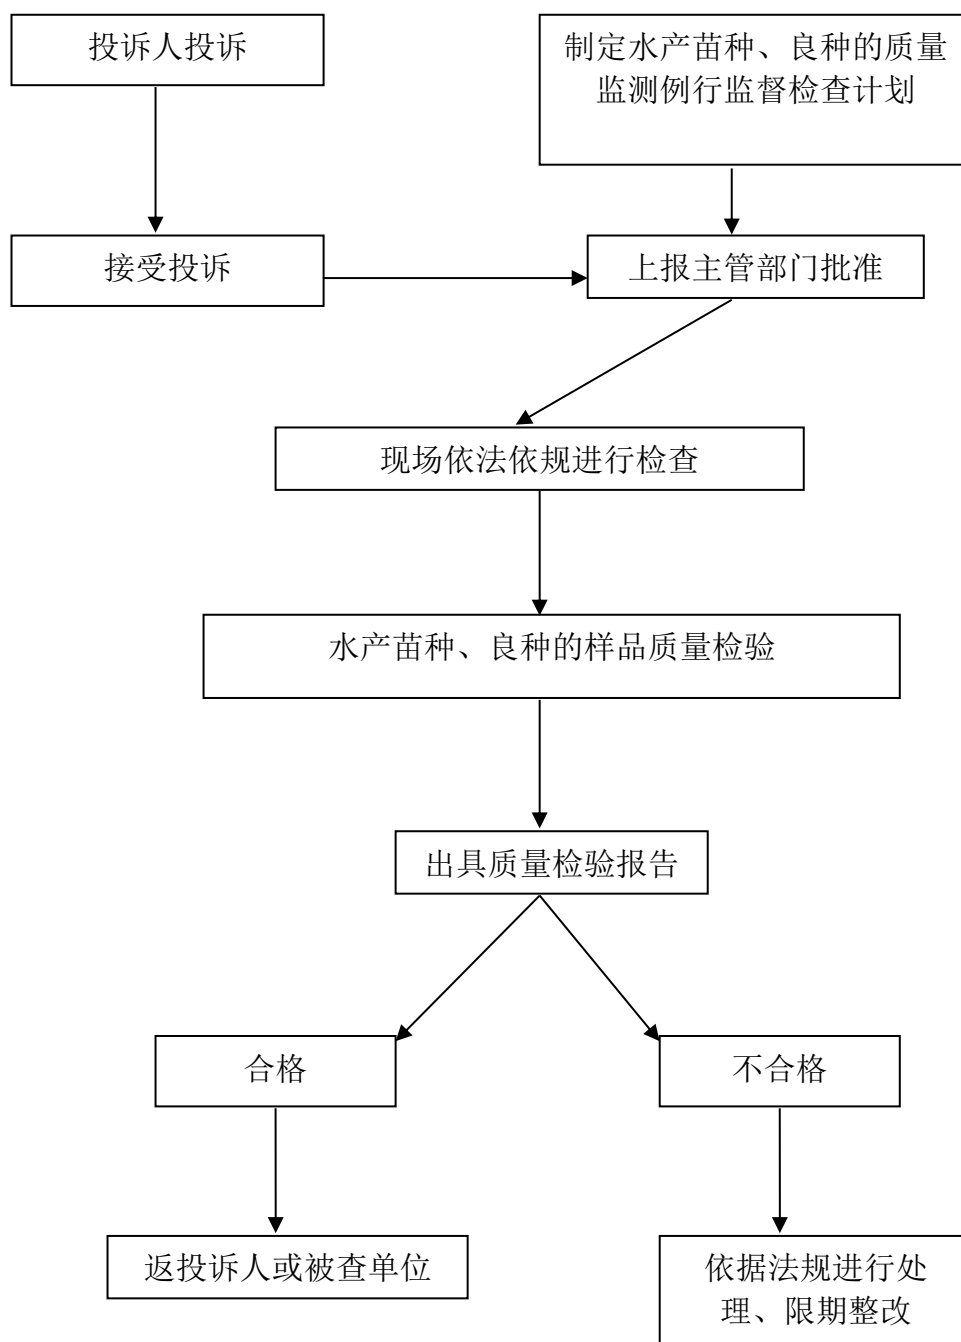 投诉人投诉
制定水产苗种、良种的质量
监测例行监督检查计划
接受投诉
上报主管部门批准
现场依法依规进行检查
水产苗种、良种的样品质量检验
出具质量检验报告
合格
不合格
返投诉人或被查单位
依据法规进行处
理、限期整改